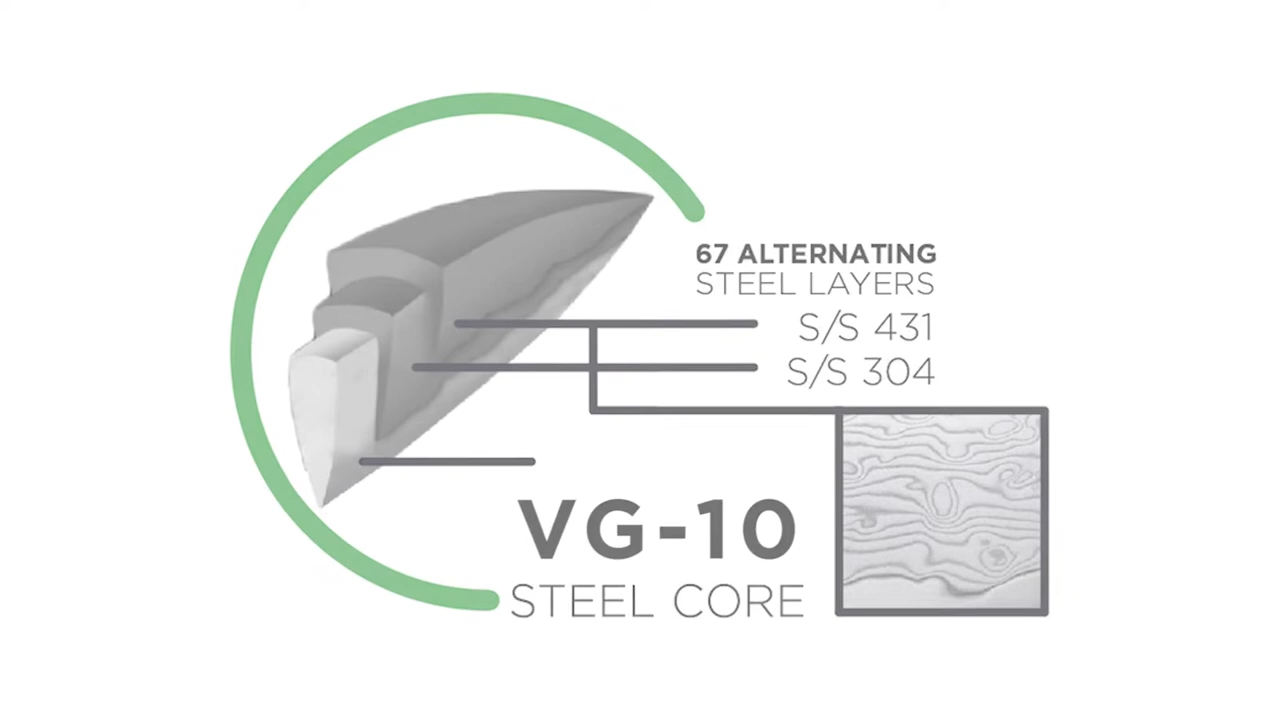 67 ALTERNATING
STEEL LAYERS
S/S 431
S/S 304
VG-10
STEEL CORE